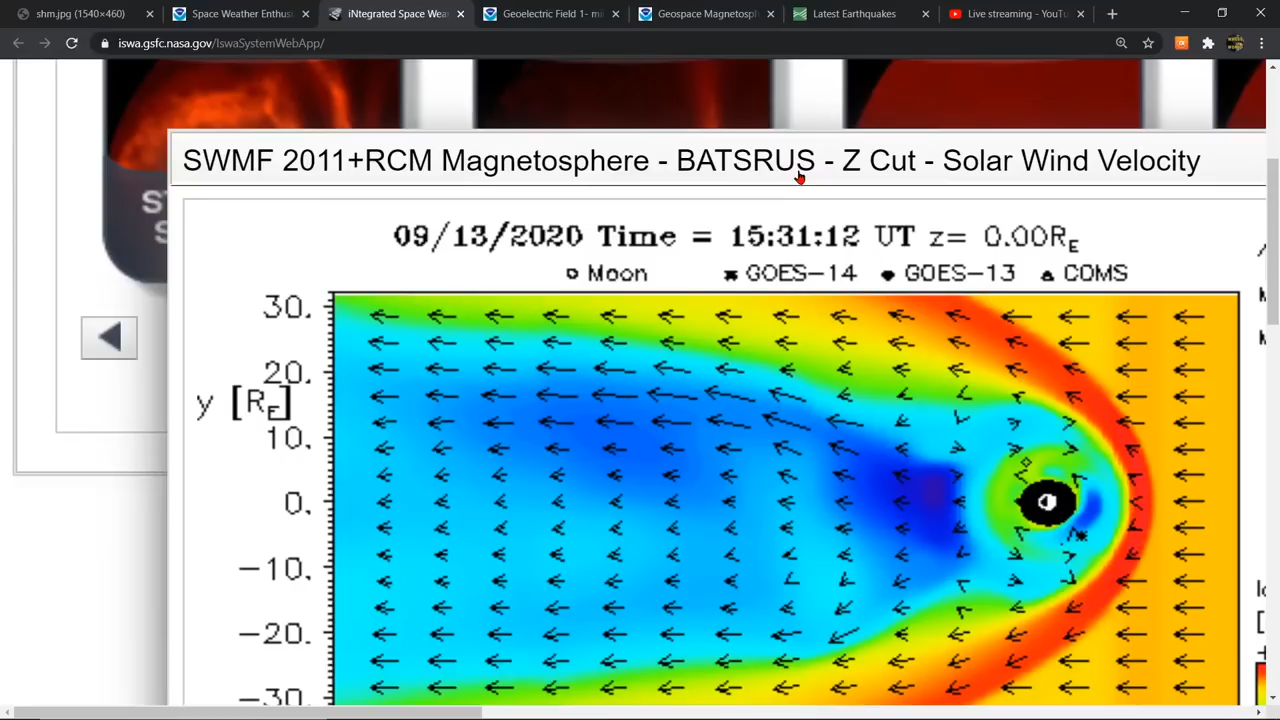 shm.jpg (1540×460)
Space Weather Enthus
iNtegrated Space Wea
Geoelectric Field 1- mi
Geospace Magnetosph
Latest Earthquakes
Live streaming - YouTu
iswa.gsfc.nasa.gov/IswaSystemWebApp/
ST
S
SWMF 2011+RCM Magnetosphere - BATSRUS - Z Cut - Solar Wind Velocity
09/13/2020 Time = 15:31:12 UT z= 0.00RE
Moon GOES-14 GOES-13 COMS
30.
20.
y [RE]
10.
0.
-10.
-20.
-30.